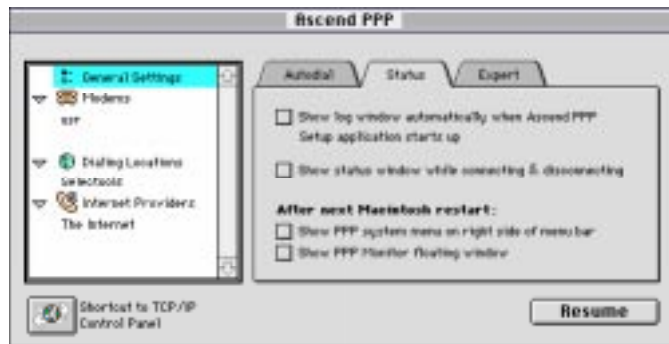 Ascend PPP
General Settings
Modems
USP
Dialing Locations
Internet Providers
The Internet
Autodial
Status
Expert
Show log window automatically when Ascend PPP
Setup application starts up
Show status window while connecting & disconnecting
After next Macintosh restart:
Show PPP system menu on right side of menu bar
Show PPP Monitor floating window
Shortcut to TCP/IP
Control Panel
Resume